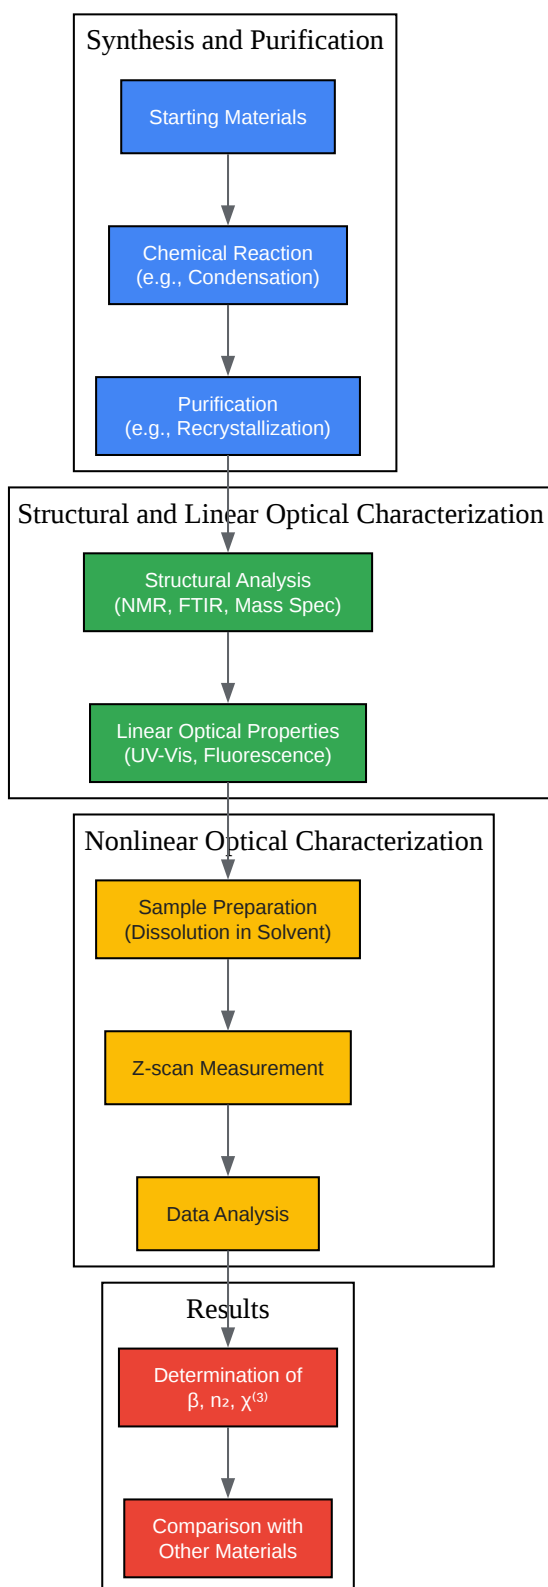 Synthesis and Purification
Starting Materials
Chemical Reaction
(e.g., Condensation)
Purification
(e.g., Recrystallization)
Structural and Linear Optical Characterization
Structural Analysis
(NMR, FTIR, Mass Spec)
Linear Optical Properties
(UV-Vis, Fluorescence)
Nonlinear Optical Characterization
Sample Preparation
(Dissolution in Solvent)
Z-scan Measurement
Data Analysis
Results
Determination of
β, n₂, χ⁽³⁾
Comparison with
Other Materials